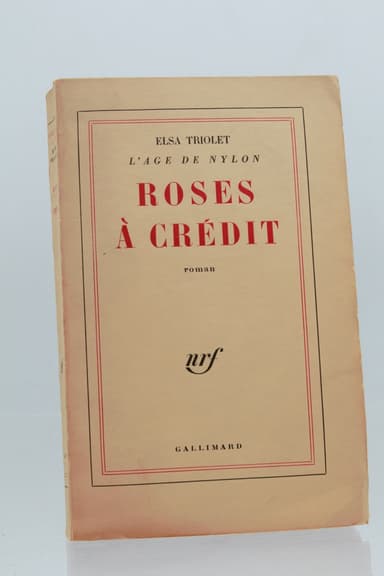 ELSA TRIOLET
L'AGE DE NYLON
ROSES
À CRÉDIT
roman
nrf
GALLIMARD